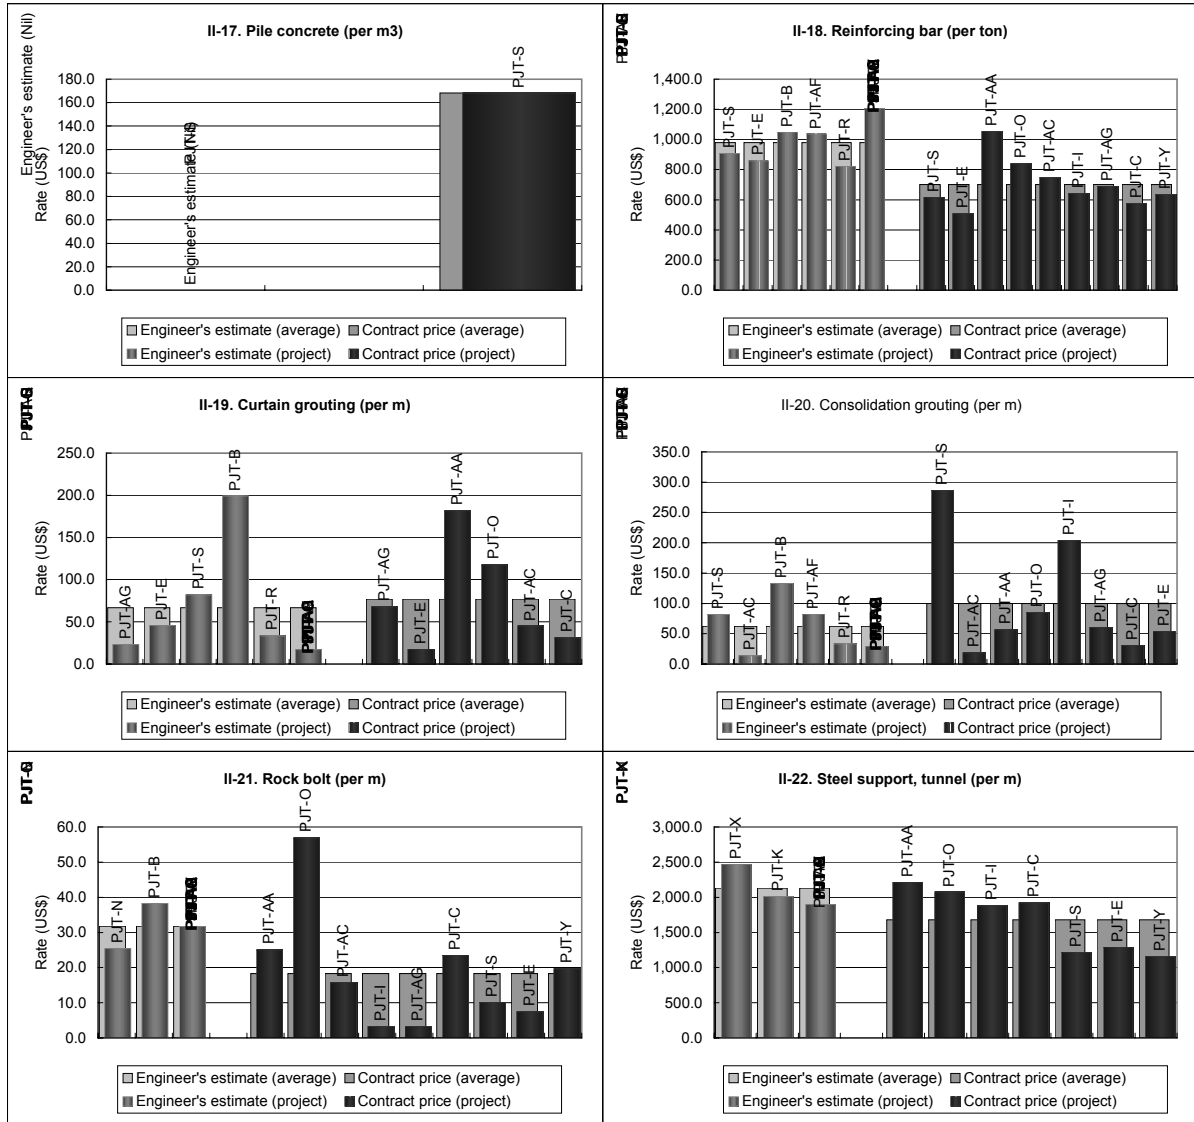 II-17. Pile concrete (per m3)
Engineer's estimate (Nil)
Rate (US$)
180.0
160.0
140.0
120.0
100.0
80.0
60.0
40.0
20.0
0.0
Engineer's estimate (Nil)
PJT-S
Engineer's estimate (average)
Contract price (average)
Engineer's estimate (project)
Contract price (project)
II-18. Reinforcing bar (per ton)
Rate (US$)
1,400.0
1,200.0
1,000.0
800.0
600.0
400.0
200.0
0.0
PJT-S
PJT-E
PJT-B
PJT-AF
PJT-R
PJT-S
PJT-E
PJT-AA
PJT-O
PJT-AC
PJT-I
PJT-AG
PJT-C
PJT-Y
Engineer's estimate (average)
Contract price (average)
Engineer's estimate (project)
Contract price (project)
II-19. Curtain grouting (per m)
Rate (US$)
250.0
200.0
150.0
100.0
50.0
0.0
PJT-AG
PJT-E
PJT-S
PJT-B
PJT-R
PJT-AG
PJT-E
PJT-AA
PJT-O
PJT-AC
PJT-C
Engineer's estimate (average)
Contract price (average)
Engineer's estimate (project)
Contract price (project)
II-20. Consolidation grouting (per m)
Rate (US$)
350.0
300.0
250.0
200.0
150.0
100.0
50.0
0.0
PJT-S
PJT-AC
PJT-B
PJT-AF
PJT-R
PJT-S
PJT-AC
PJT-AA
PJT-O
PJT-I
PJT-AG
PJT-C
PJT-E
Engineer's estimate (average)
Contract price (average)
Engineer's estimate (project)
Contract price (project)
II-21. Rock bolt (per m)
Rate (US$)
60.0
50.0
40.0
30.0
20.0
10.0
0.0
PJT-N
PJT-B
PJT-AA
PJT-O
PJT-AC
PJT-I
PJT-AG
PJT-C
PJT-S
PJT-E
PJT-Y
Engineer's estimate (average)
Contract price (average)
Engineer's estimate (project)
Contract price (project)
II-22. Steel support, tunnel (per m)
Rate (US$)
3,000.0
2,500.0
2,000.0
1,500.0
1,000.0
500.0
0.0
PJT-X
PJT-K
PJT-AA
PJT-O
PJT-I
PJT-C
PJT-S
PJT-E
PJT-Y
Engineer's estimate (average)
Contract price (average)
Engineer's estimate (project)
Contract price (project)